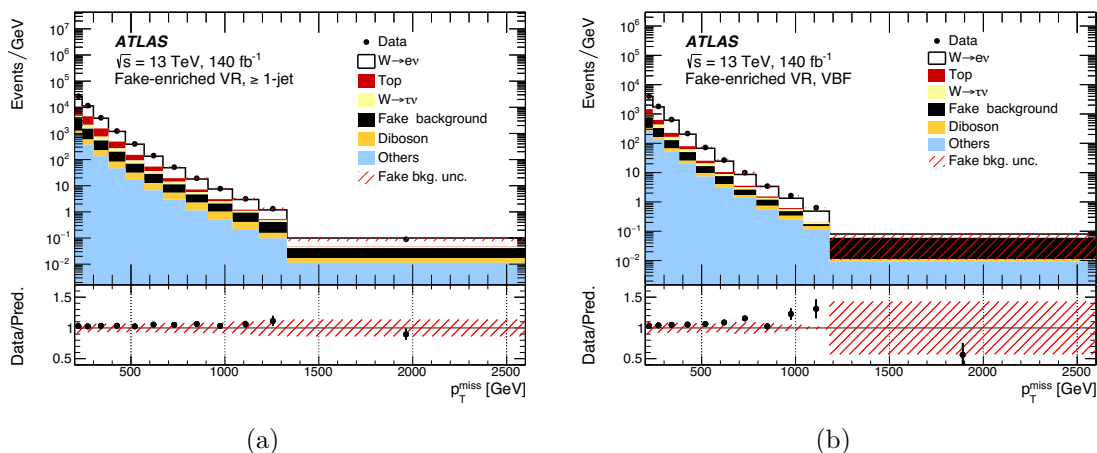 ATLAS
√s = 13 TeV, 140 fb⁻¹
Fake-enriched VR, ≥ 1-jet
Data
W→eν
Top
W→τν
Fake background
Diboson
Others
Fake bkg. unc.
Events/GeV
10⁷
10⁶
10⁵
10⁴
10³
10²
10
1
10⁻¹
10⁻²
Data/Pred.
1.5
1
0.5
500 1000 1500 2000 2500
p_T^miss [GeV]
(a)
ATLAS
√s = 13 TeV, 140 fb⁻¹
Fake-enriched VR, VBF
Data
W→eν
Top
W→τν
Fake background
Diboson
Others
Fake bkg. unc.
Events/GeV
10⁶
10⁵
10⁴
10³
10²
10
1
10⁻¹
10⁻²
Data/Pred.
1.5
1
0.5
500 1000 1500 2000 2500
p_T^miss [GeV]
(b)